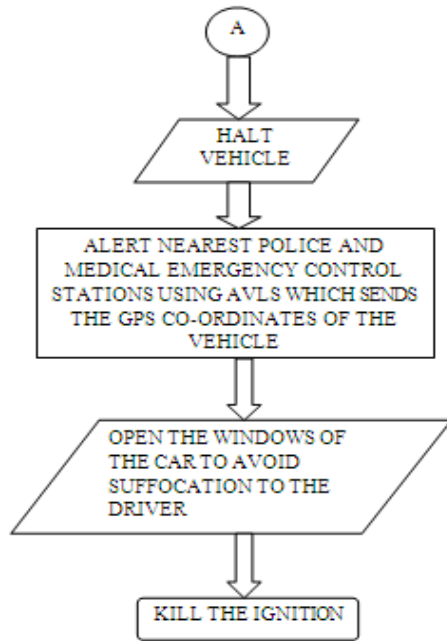 A
HALT
VEHICLE
ALERT NEAREST POLICE AND
MEDICAL EMERGENCY CONTROL
STATIONS USING AVLS WHICH SENDS
THE GPS CO-ORDINATES OF THE
VEHICLE
OPEN THE WINDOWS OF
THE CAR TO AVOID
SUFFOCATION TO THE
DRIVER
KILL THE IGNITION